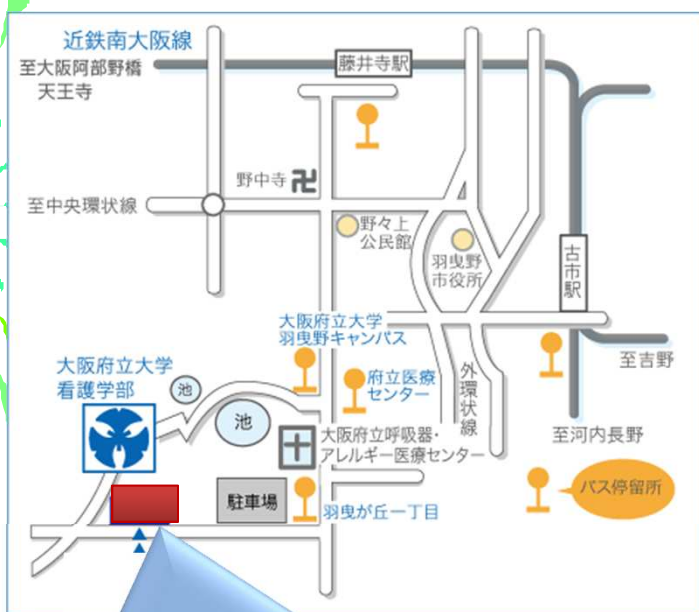 近鉄南大阪線
至大阪阿部野橋
天王寺
藤井寺駅
野中寺
至中央環状線
野々上
公民館
羽曳野
市役所
古市駅
大阪府立大学
羽曳野キャンパス
至吉野
大阪府立大学
看護学部
池
府立医療
センター
外環状線
池
至河内長野
大阪府立呼吸器・
アレルギー医療センター
駐車場
羽曳が丘一丁目
バス停留所